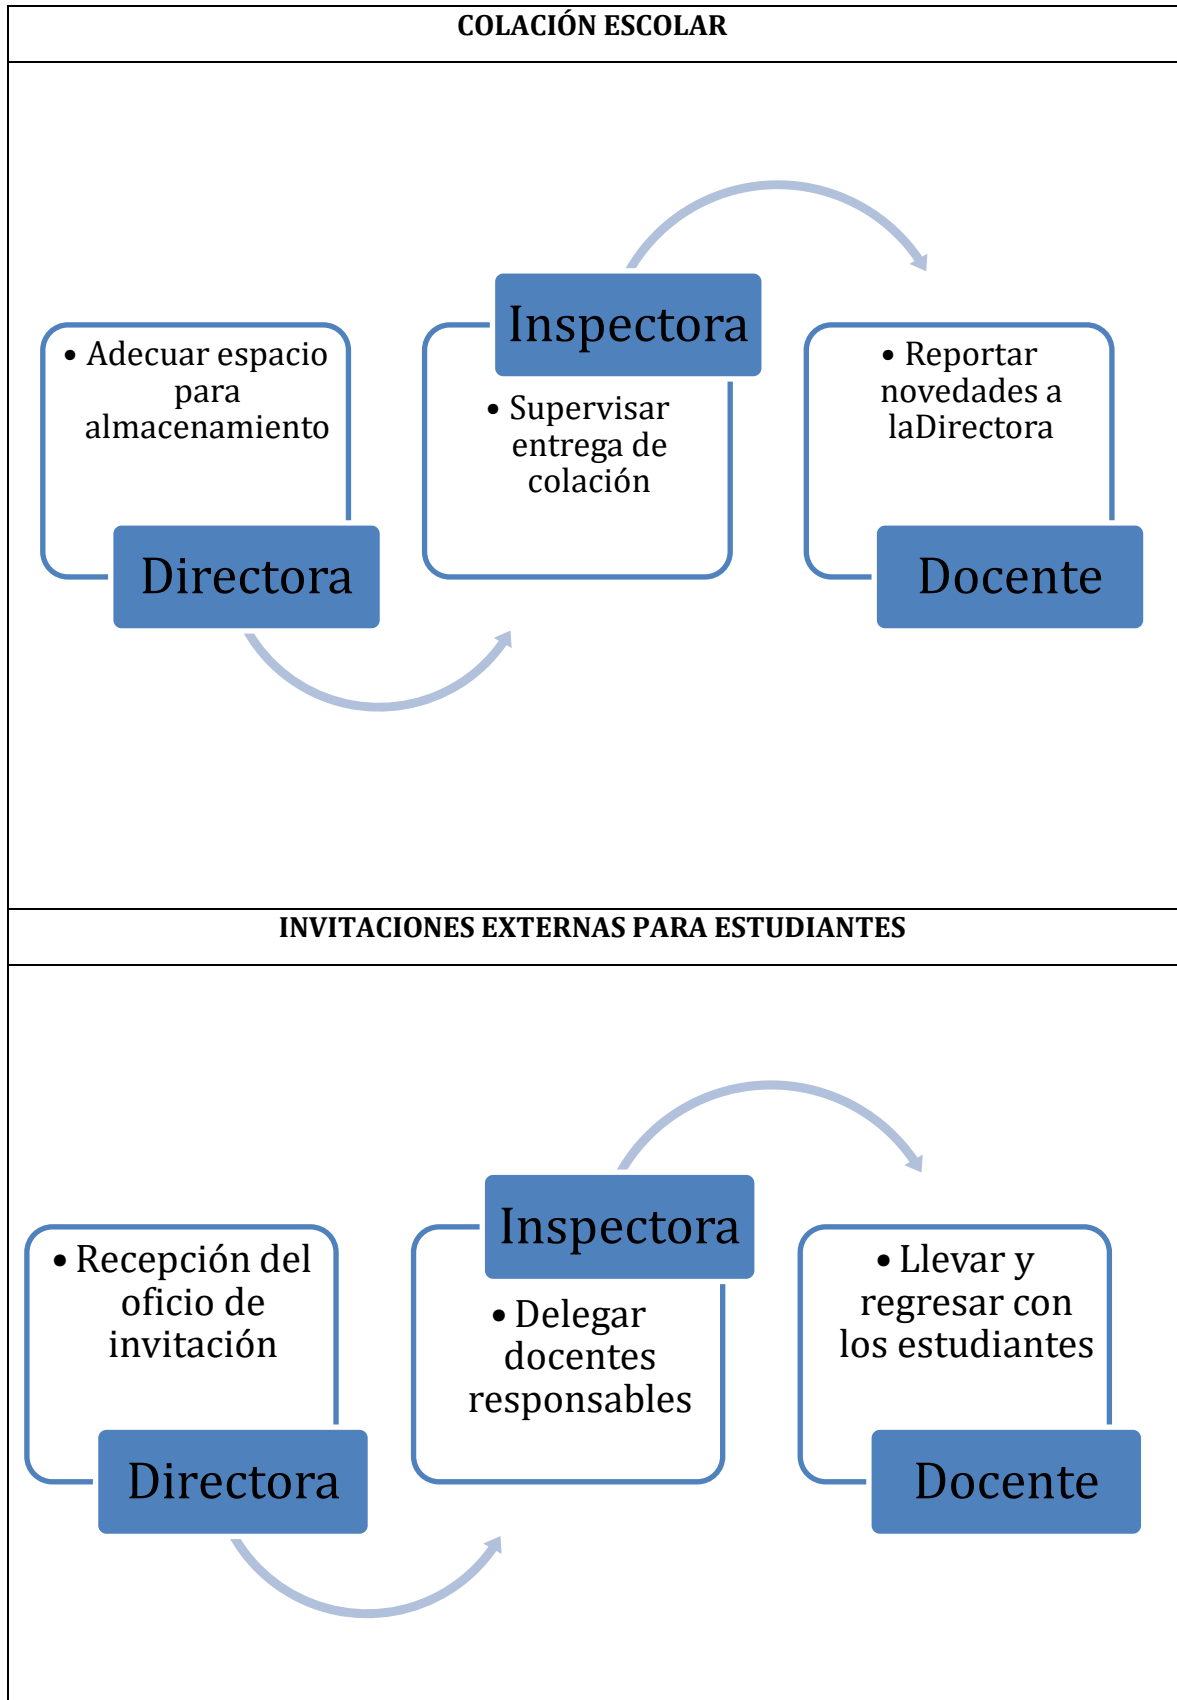 COLACIÓN ESCOLAR
• Adecuar espacio
para
almacenamiento
Directora
Inspectora
• Supervisar
entrega de
colación
• Reportar
novedades a
laDirectora
Docente
INVITACIONES EXTERNAS PARA ESTUDIANTES
• Recepción del
oficio de
invitación
Directora
Inspectora
• Delegar
docentes
responsables
• Llevar y
regresar con
los estudiantes
Docente